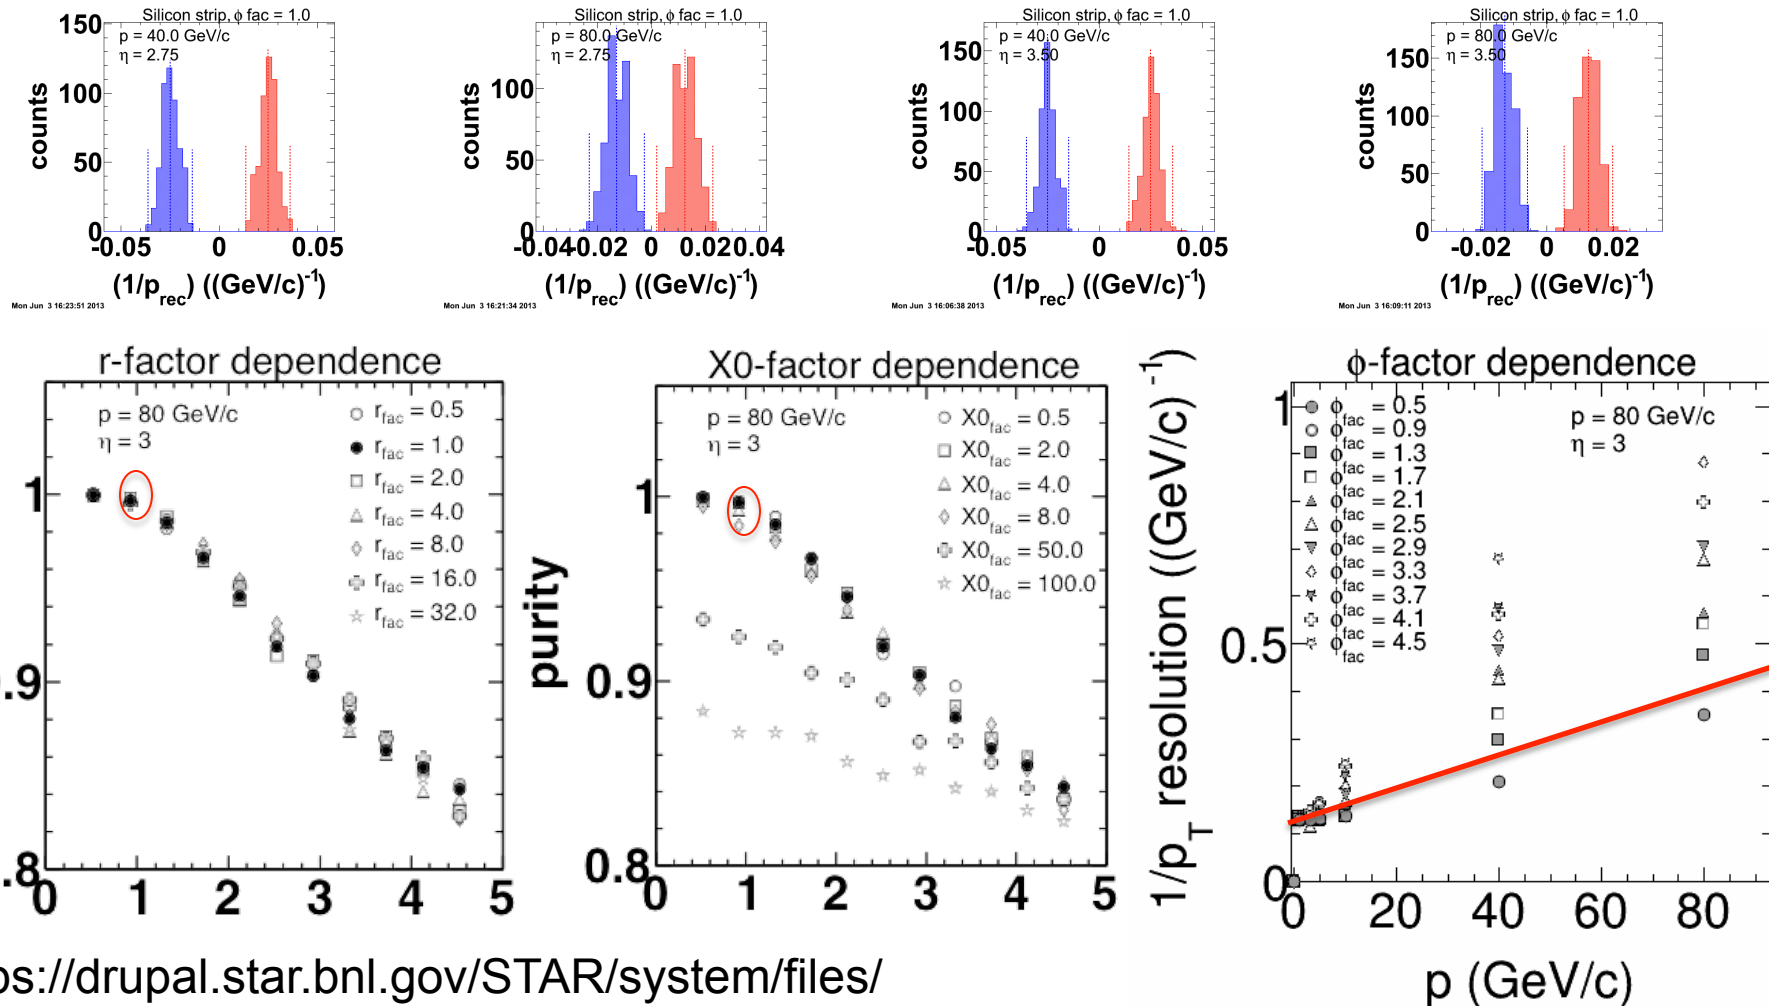 Silicon strip, ϕ fac = 1.0
p = 40.0 GeV/c
η = 2.75
counts
150
100
50
0
-0.05
0
0.05
(1/p_rec) ((GeV/c)^-1)
Mon Jun 3 16:23:51 2013
Silicon strip, ϕ fac = 1.0
p = 80.0 GeV/c
η = 2.75
counts
100
50
0
-0.04
-0.02
0
0.02
0.04
(1/p_rec) ((GeV/c)^-1)
Mon Jun 3 16:21:34 2013
Silicon strip, ϕ fac = 1.0
p = 40.0 GeV/c
η = 3.50
counts
150
100
50
0
-0.05
0
0.05
(1/p_rec) ((GeV/c)^-1)
Mon Jun 3 16:06:38 2013
Silicon strip, ϕ fac = 1.0
p = 80.0 GeV/c
η = 3.50
counts
150
100
50
0
-0.02
0
0.02
(1/p_rec) ((GeV/c)^-1)
Mon Jun 3 16:09:11 2013
r-factor dependence
p = 80 GeV/c
η = 3
r_fac = 0.5
r_fac = 1.0
r_fac = 2.0
r_fac = 4.0
r_fac = 8.0
r_fac = 16.0
r_fac = 32.0
1
.9
.8
0
1
2
3
4
5
X0-factor dependence
p = 80 GeV/c
η = 3
X0_fac = 0.5
X0_fac = 2.0
X0_fac = 4.0
X0_fac = 8.0
X0_fac = 50.0
X0_fac = 100.0
purity
1
0.9
0.8
0
1
2
3
4
5
ϕ-factor dependence
p = 80 GeV/c
η = 3
ϕ_fac = 0.5
ϕ_fac = 0.9
ϕ_fac = 1.3
ϕ_fac = 1.7
ϕ_fac = 2.1
ϕ_fac = 2.5
ϕ_fac = 2.9
ϕ_fac = 3.3
ϕ_fac = 3.7
ϕ_fac = 4.1
ϕ_fac = 4.5
1/p_T resolution ((GeV/c)^-1)
1
0.5
0
0
20
40
60
80
p (GeV/c)
os://drupal.star.bnl.gov/STAR/system/files/